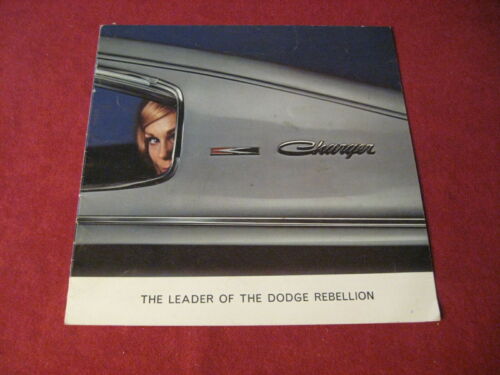 Charger
THE LEADER OF THE DODGE REBELLION